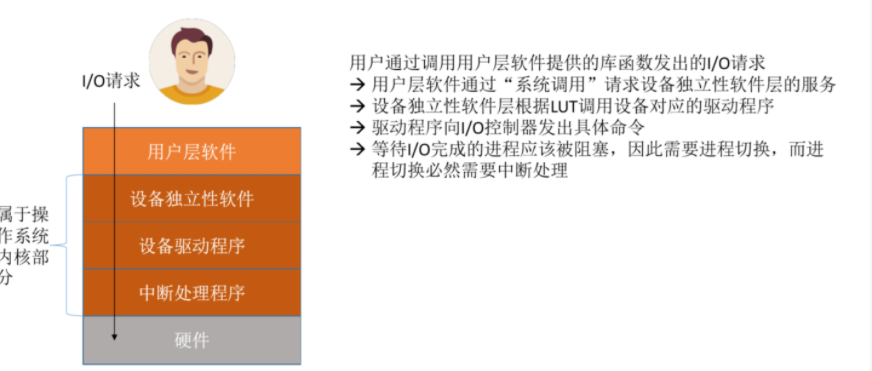 I/O请求
用户层软件
设备独立性软件
设备驱动程序
中断处理程序
硬件
属于操
作系统
内核部
分
用户通过调用用户层软件提供的库函数发出的I/O请求
→ 用户层软件通过“系统调用”请求设备独立性软件层的服务
→ 设备独立性软件层根据LUT调用设备对应的驱动程序
→ 驱动程序向I/O控制器发出具体命令
→ 等待I/O完成的进程应该被阻塞，因此需要进程切换，而进
程切换必然需要中断处理